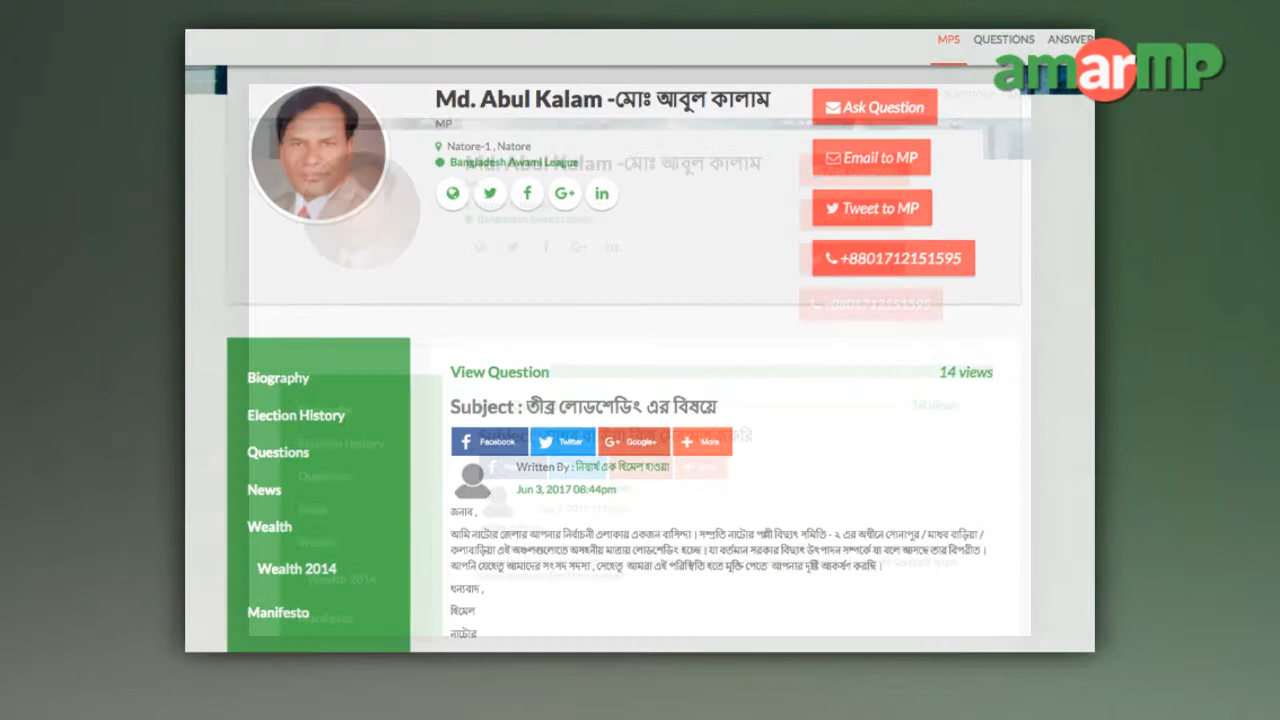 MPS QUESTIONS ANSWER
amarMP
Md. Abul Kalam -মোঃ আবুল কালাম
MP
Natore-1 , Natore
Bangladesh Awami League
Ask Question
Email to MP
Tweet to MP
+8801712151595
Biography
Election History
Questions
News
Wealth
Wealth 2014
Manifesto
View Question 14 views
Subject : তীব্র লোডশেডিং এর বিষয়ে
Facebook Twitter Google+ More
Written By : নিয়ার্থ এক হিমেল হাওয়া
Jun 3, 2017 08:44pm
জনাব ,
আমি নাটোর জেলার আপনার নির্বাচনী এলাকায় একজন বাসিন্দা । সম্প্রতি নাটোর পল্লী বিদ্যুৎ সমিতি - ২ এর অধীনে সোনাপুর / মাধব বাড়িয়া /
কলাবাড়িয়া এই অঞ্চলগুলোতে অসহনীয় মাত্রায় লোডশেডিং হচ্ছে । যা বর্তমান সরকার বিদ্যুৎ উৎপাদন সম্পর্কে যা বলে আসছে তার বিপরীত ।
আপনি যেহেতু আমাদের সংসদ সদস্য , সেহেতু আমরা এই পরিস্থিতি হতে মুক্তি পেতে আপনার দৃষ্টি আকর্ষণ করছি ।
ধন্যবাদ ,
হিমেল
নাটোর